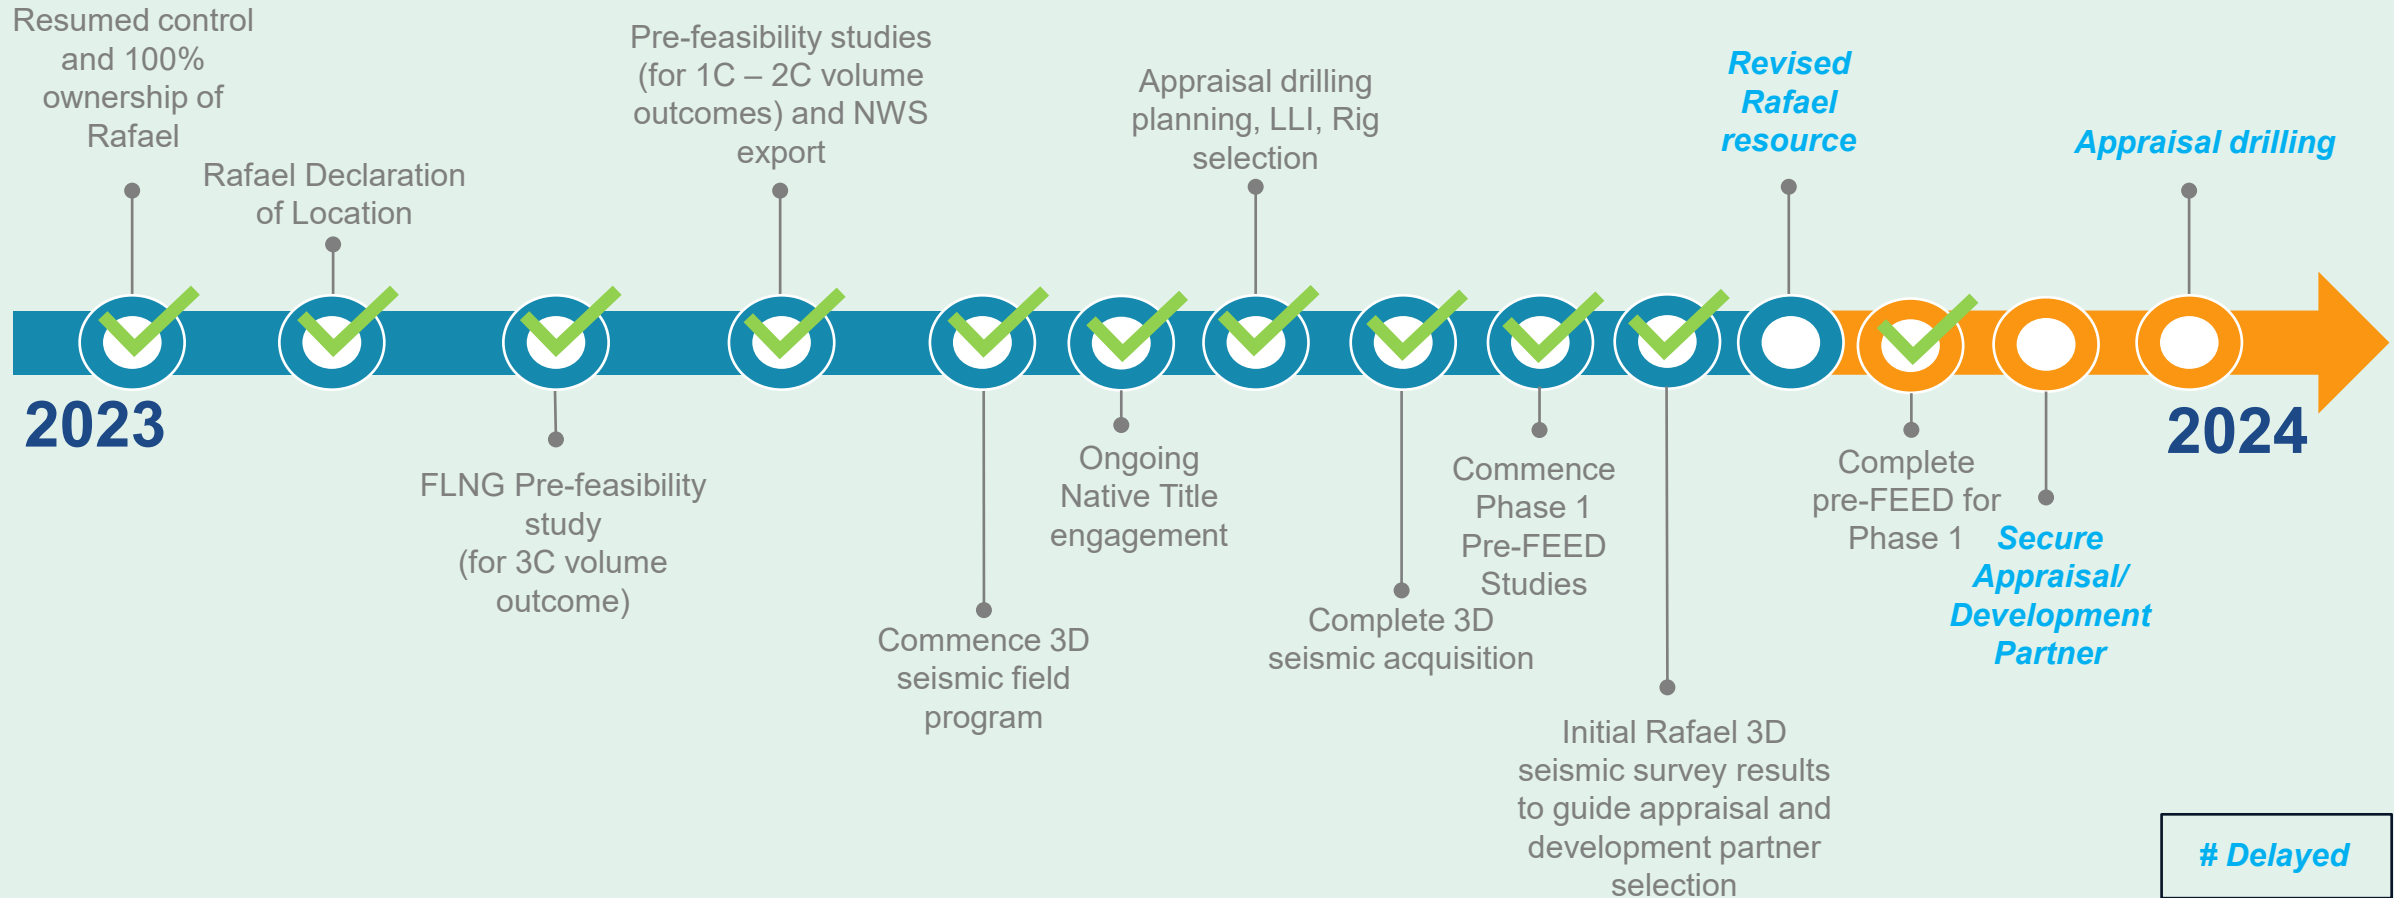 Resumed control
and 100%
ownership of
Rafael
Rafael Declaration
of Location
Pre-feasibility studies
(for 1C – 2C volume
outcomes) and NWS
export
Appraisal drilling
planning, LLI, Rig
selection
Revised
Rafael
resource
Appraisal drilling
2023
2024
FLNG Pre-feasibility
study
(for 3C volume
outcome)
Commence 3D
seismic field
program
Ongoing
Native Title
engagement
Complete 3D
seismic acquisition
Commence
Phase 1
Pre-FEED
Studies
Initial Rafael 3D
seismic survey results
to guide appraisal and
development partner
selection
Complete
pre-FEED for
Phase 1
Secure
Appraisal/
Development
Partner
# Delayed